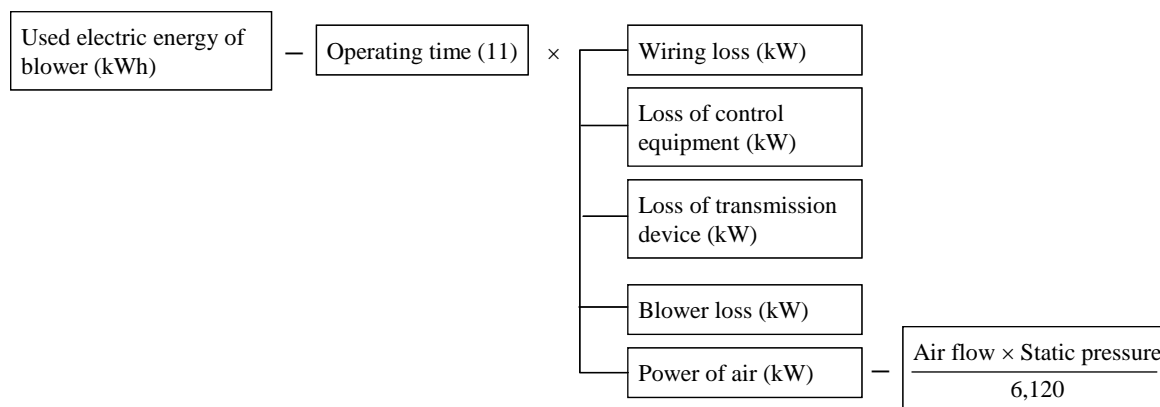 Used electric energy of
blower (kWh)
− Operating time (11) ×
Wiring loss (kW)
Loss of control
equipment (kW)
Loss of transmission
device (kW)
Blower loss (kW)
Power of air (kW)
−
Air flow × Static pressure
6,120